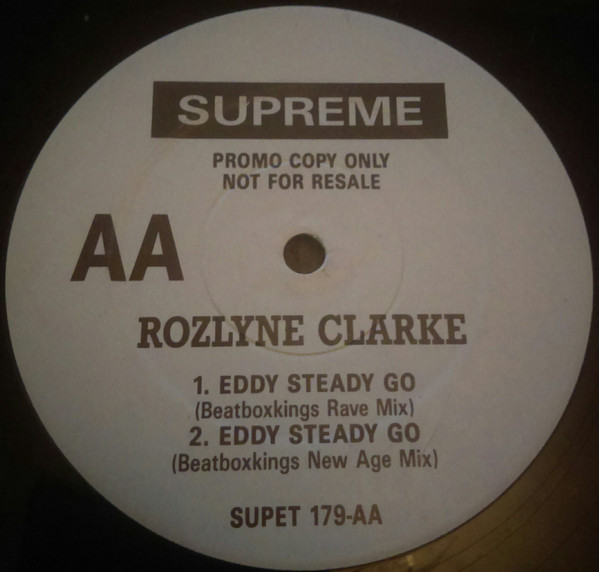 SUPREME
PROMO COPY ONLY
NOT FOR RESALE
AA
ROZLYNE CLARKE
1. EDDY STEADY GO
(Beatboxkings Rave Mix)
2. EDDY STEADY GO
(Beatboxkings New Age Mix)
SUPET 179-AA